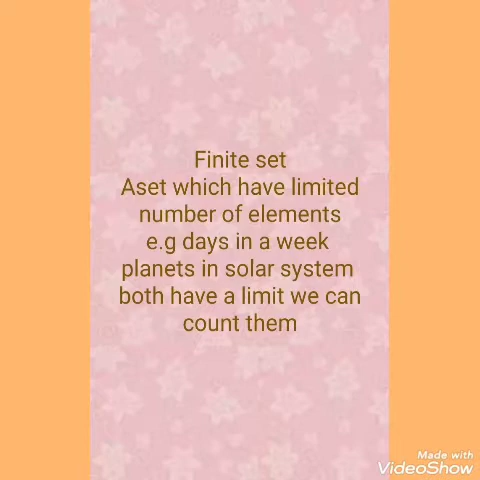 Finite set
Aset which have limited
number of elements
e.g days in a week
planets in solar system
both have a limit we can
count them
Made with
VideoShow